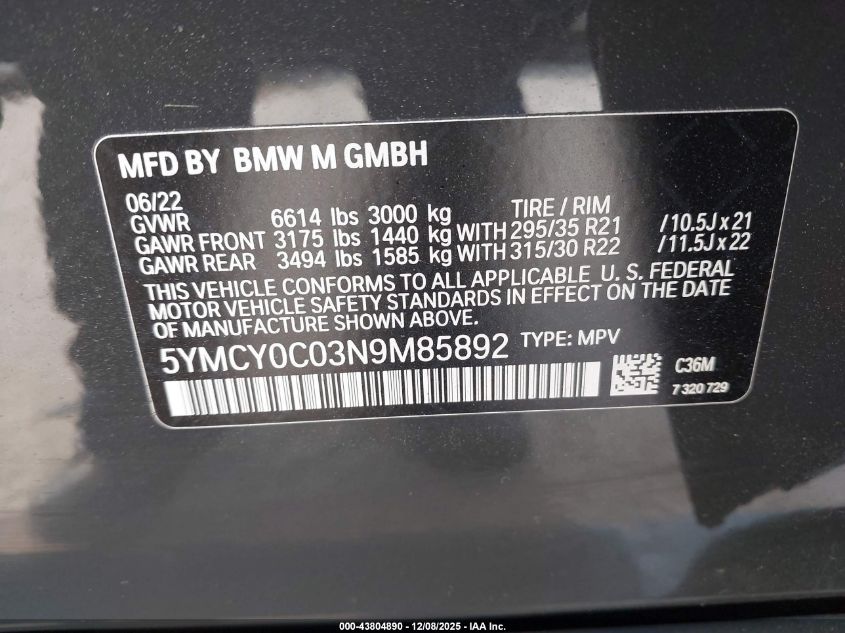 MFD BY BMW M GMBH
06/22
GVWR 6614 lbs 3000 kg TIRE / RIM
GAWR FRONT 3175 lbs 1440 kg WITH 295/35 R21 /10.5J x 21
GAWR REAR 3494 lbs 1585 kg WITH 315/30 R22 /11.5J x 22
THIS VEHICLE CONFORMS TO ALL APPLICABLE U. S. FEDERAL
MOTOR VEHICLE SAFETY STANDARDS IN EFFECT ON THE DATE
OF MANUFACTURE SHOWN ABOVE.
5YMCY0C03N9M85892 TYPE: MPV
C36M
7 320 729
000-43804890 - 12/08/2025 - IAA Inc.